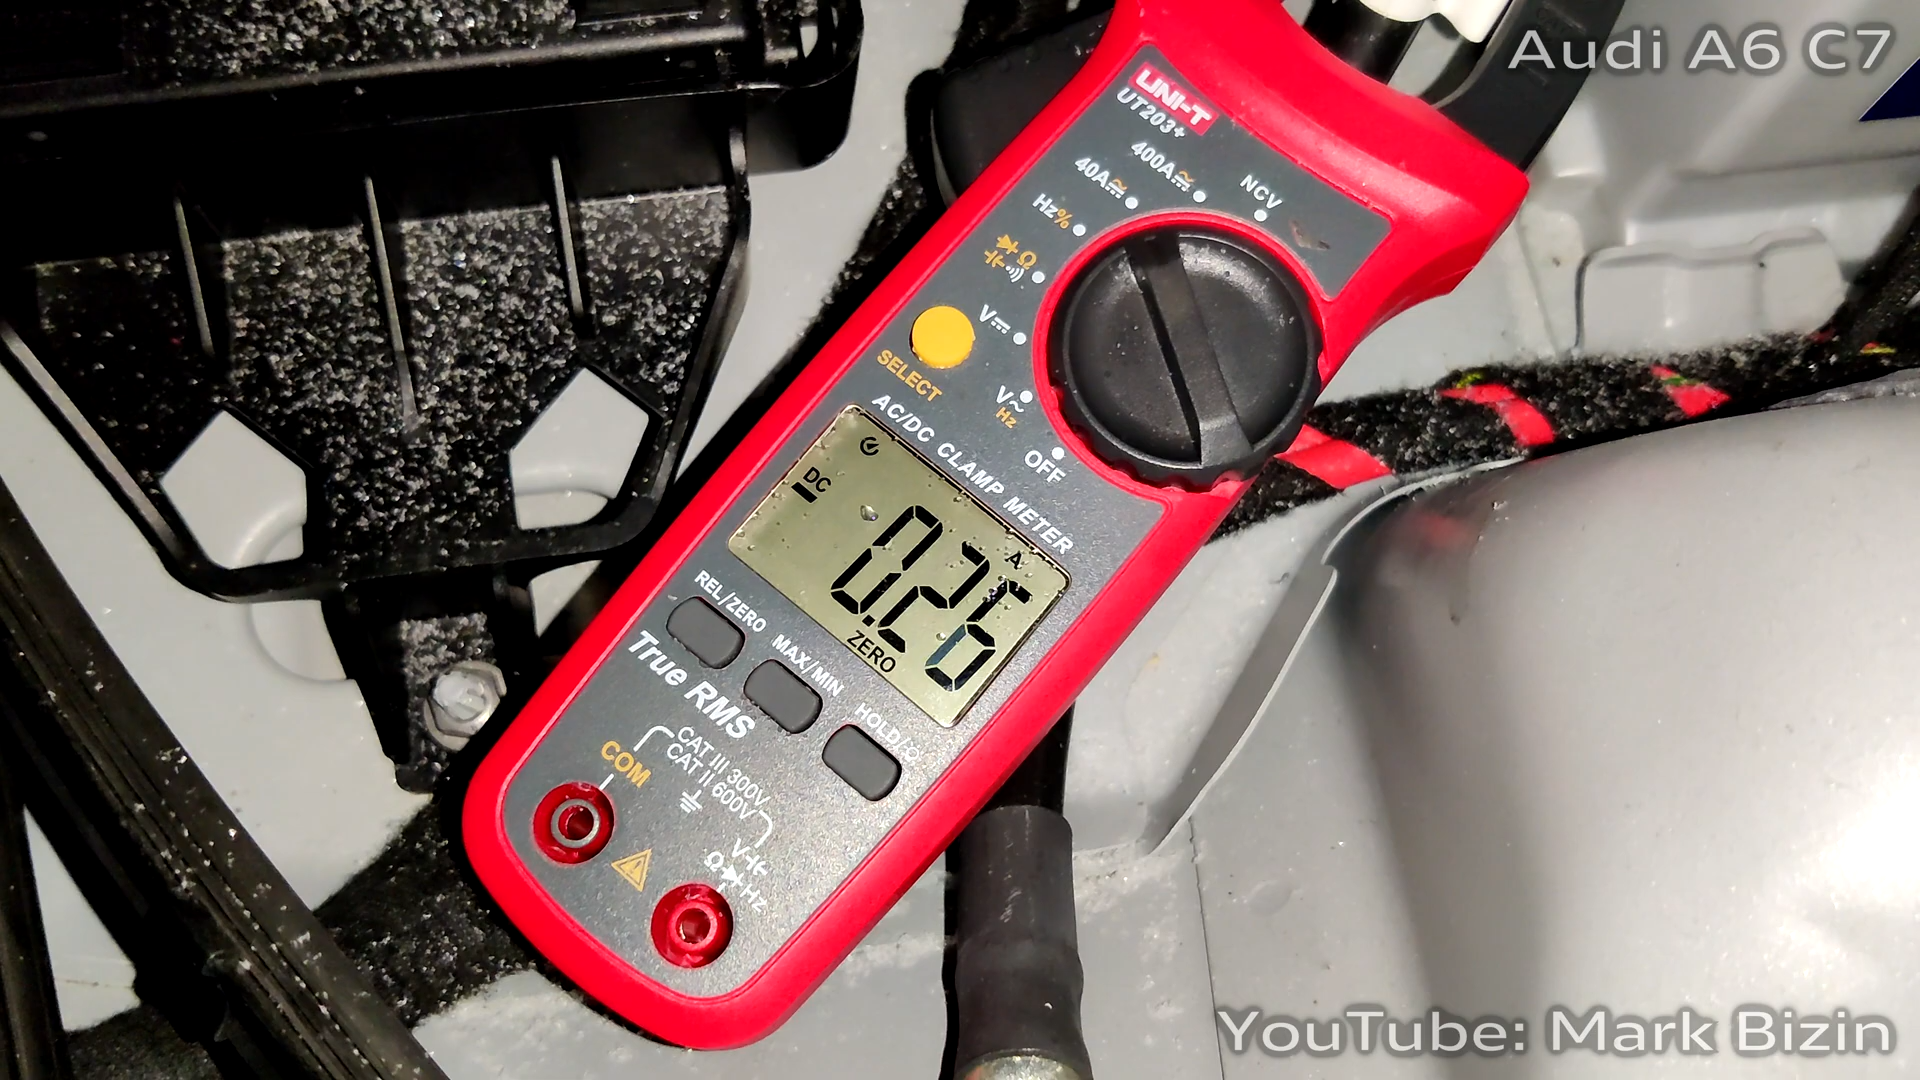 Audi A6 C7
UNI-T
UT203+
400A
40A
NCV
Hz%
Ω
V
SELECT
V~
Hz
OFF
AC/DC CLAMP METER
DC
A
0.26
ZERO
REL/ZERO
MAX/MIN
HOLD/
True RMS
COM
CAT III 300V
CAT II 600V
V
Ω
Hz
YouTube: Mark Bizin